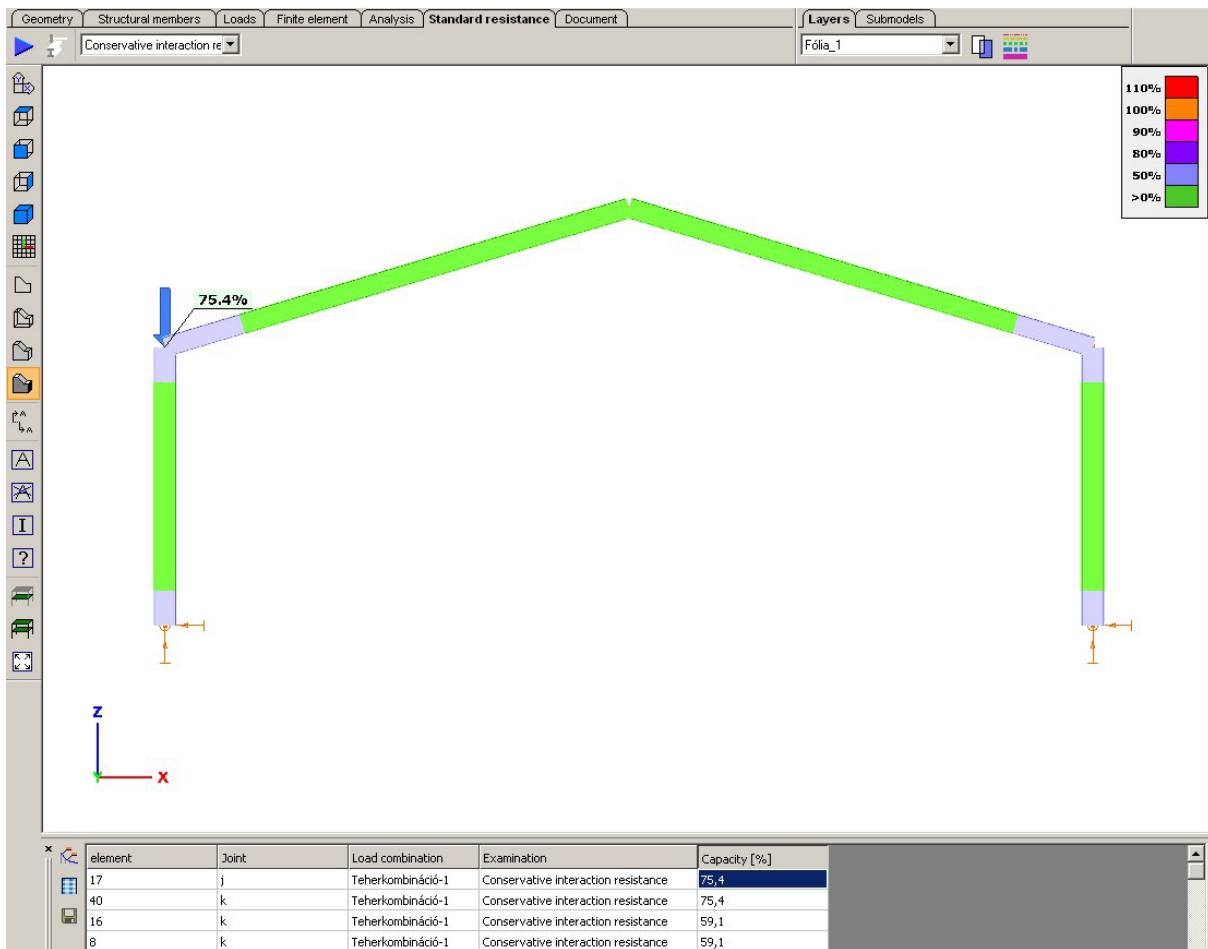 Geometry Structural members Loads Finite element Analysis Standard resistance Document Layers Submodels
Conservative interaction re Fólia_1
110%
100%
90%
80%
50%
>0%
75.4%
Z
Y X
element Joint Load combination Examination Capacity [%]
17 j Teherkombináció-1 Conservative interaction resistance 75,4
40 k Teherkombináció-1 Conservative interaction resistance 75,4
16 k Teherkombináció-1 Conservative interaction resistance 59,1
8 k Teherkombináció-1 Conservative interaction resistance 59,1